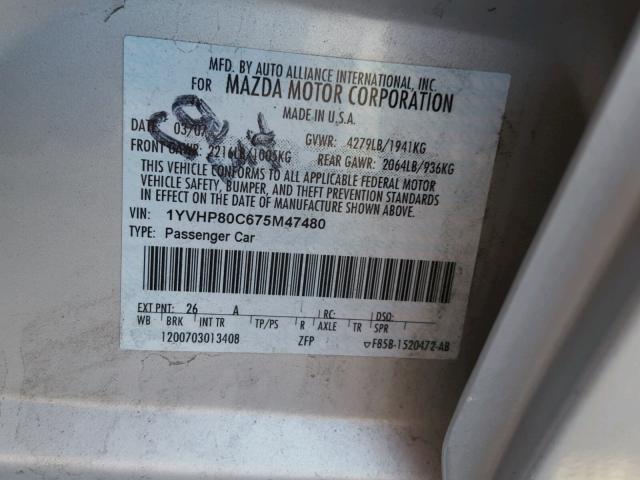 MFD. BY AUTO ALLIANCE INTERNATIONAL, INC.
FOR MAZDA MOTOR CORPORATION
MADE IN U.S.A.
DATE: 03/07
GVWR: 4279LB/1941KG
FRONT GAWR: 2216LB/1005KG
REAR GAWR: 2064LB/936KG
THIS VEHICLE CONFORMS TO ALL APPLICABLE FEDERAL MOTOR
VEHICLE SAFETY, BUMPER, AND THEFT PREVENTION STANDARDS
IN EFFECT ON THE DATE OF MANUFACTURE SHOWN ABOVE.
VIN: 1YVHP80C675M47480
TYPE: Passenger Car
EXT PNT: 26 A RC: DSO:
WB BRK INT TR TP/PS R AXLE TR SPR
1200703013408 ZFP F85B-1520472-AB